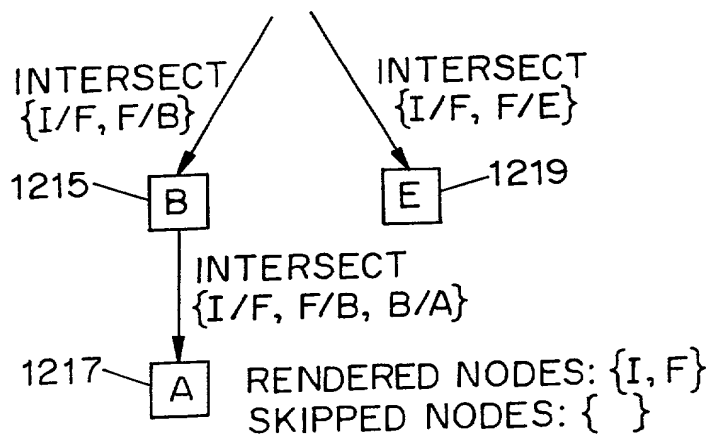 INTERSECT
{I/F, F/B}
INTERSECT
{I/F, F/E}
1215
B
E
1219
INTERSECT
{I/F, F/B, B/A}
1217
A
RENDERED NODES: {I, F}
SKIPPED NODES: { }